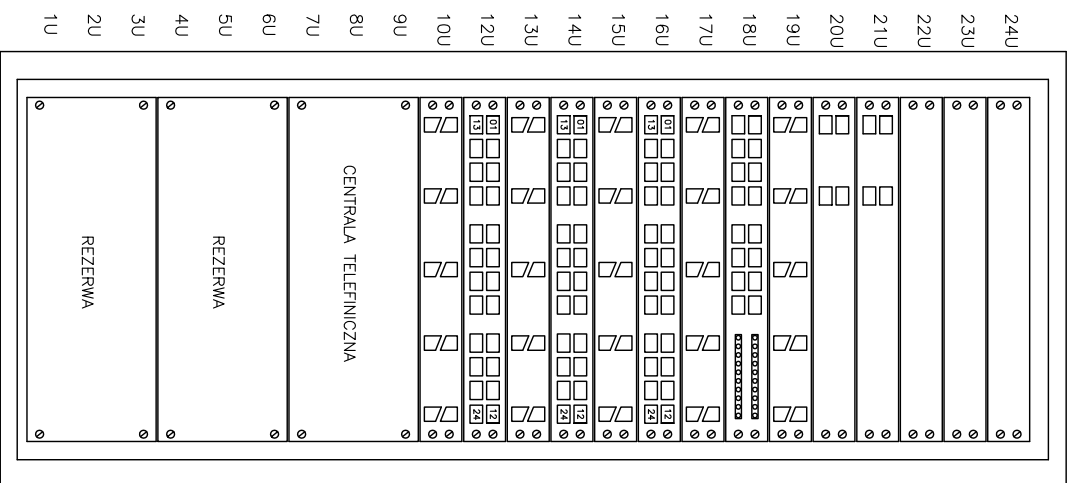 1U
2U
3U
4U
5U
6U
7U
8U
9U
10U
12U
13U
14U
15U
16U
17U
18U
19U
20U
21U
22U
23U
24U
REZERWA
REZERWA
CENTRALA TELEFINICZNA
01
13
12
24
01
13
12
24
01
13
12
24